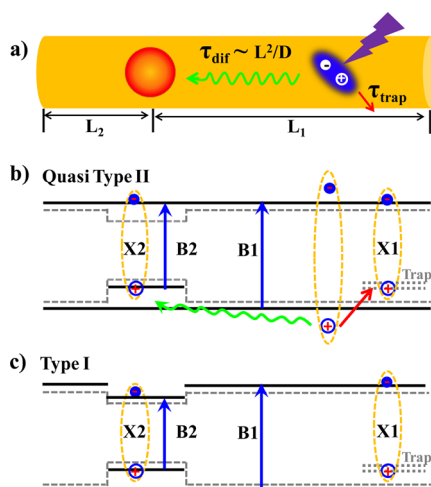 a)
τdif ~ L²/D
- +
τtrap
L₂ L₁
b) Quasi Type II
- - -
X2 B2 B1 X1
Trap
+ + +
c) Type I
- -
X2 B2 B1 X1
Trap
+ +